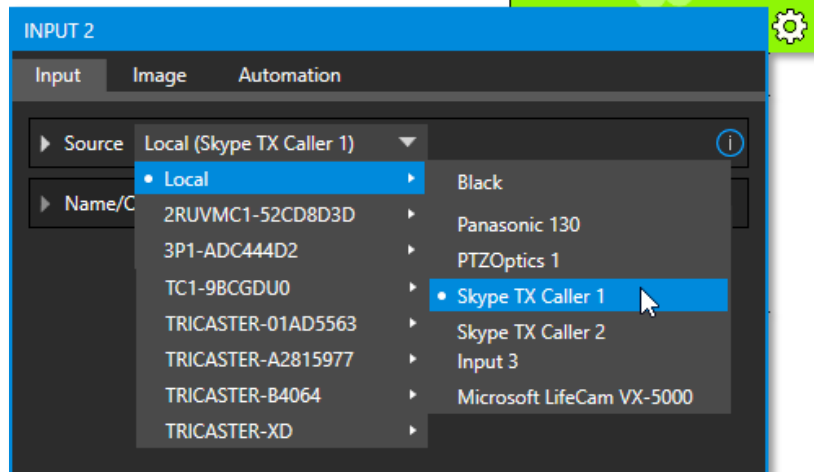 INPUT 2
Input Image Automation
Source Local (Skype TX Caller 1)
Name/C
Local
2RUVMC1-52CD8D3D
3P1-ADC444D2
TC1-9BCGDU0
TRICASTER-01AD5563
TRICASTER-A2815977
TRICASTER-B4064
TRICASTER-XD
Black
Panasonic 130
PTZOptics 1
Skype TX Caller 1
Skype TX Caller 2
Input 3
Microsoft LifeCam VX-5000